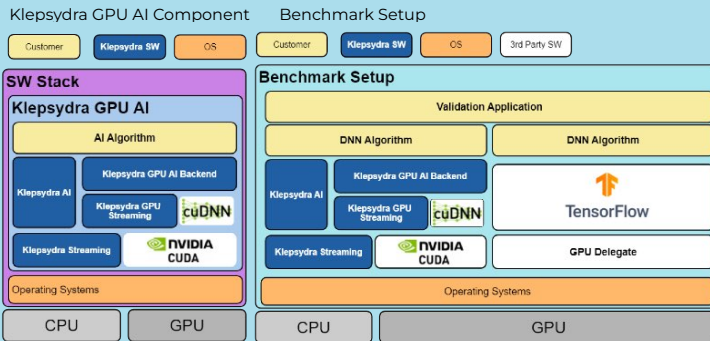 Klepsydra GPU AI Component
Benchmark Setup
Customer
Klepsydra SW
OS
Customer
Klepsydra SW
OS
3rd Party SW
SW Stack
Klepsydra GPU AI
AI Algorithm
Klepsydra AI
Klepsydra GPU AI Backend
Klepsydra GPU
Streaming
cuDNN
Klepsydra Streaming
NVIDIA
CUDA
Operating Systems
CPU
GPU
Benchmark Setup
Validation Application
DNN Algorithm
DNN Algorithm
Klepsydra AI
Klepsydra GPU AI Backend
Klepsydra GPU
Streaming
cuDNN
TensorFlow
Klepsydra Streaming
NVIDIA
CUDA
GPU Delegate
Operating Systems
CPU
GPU